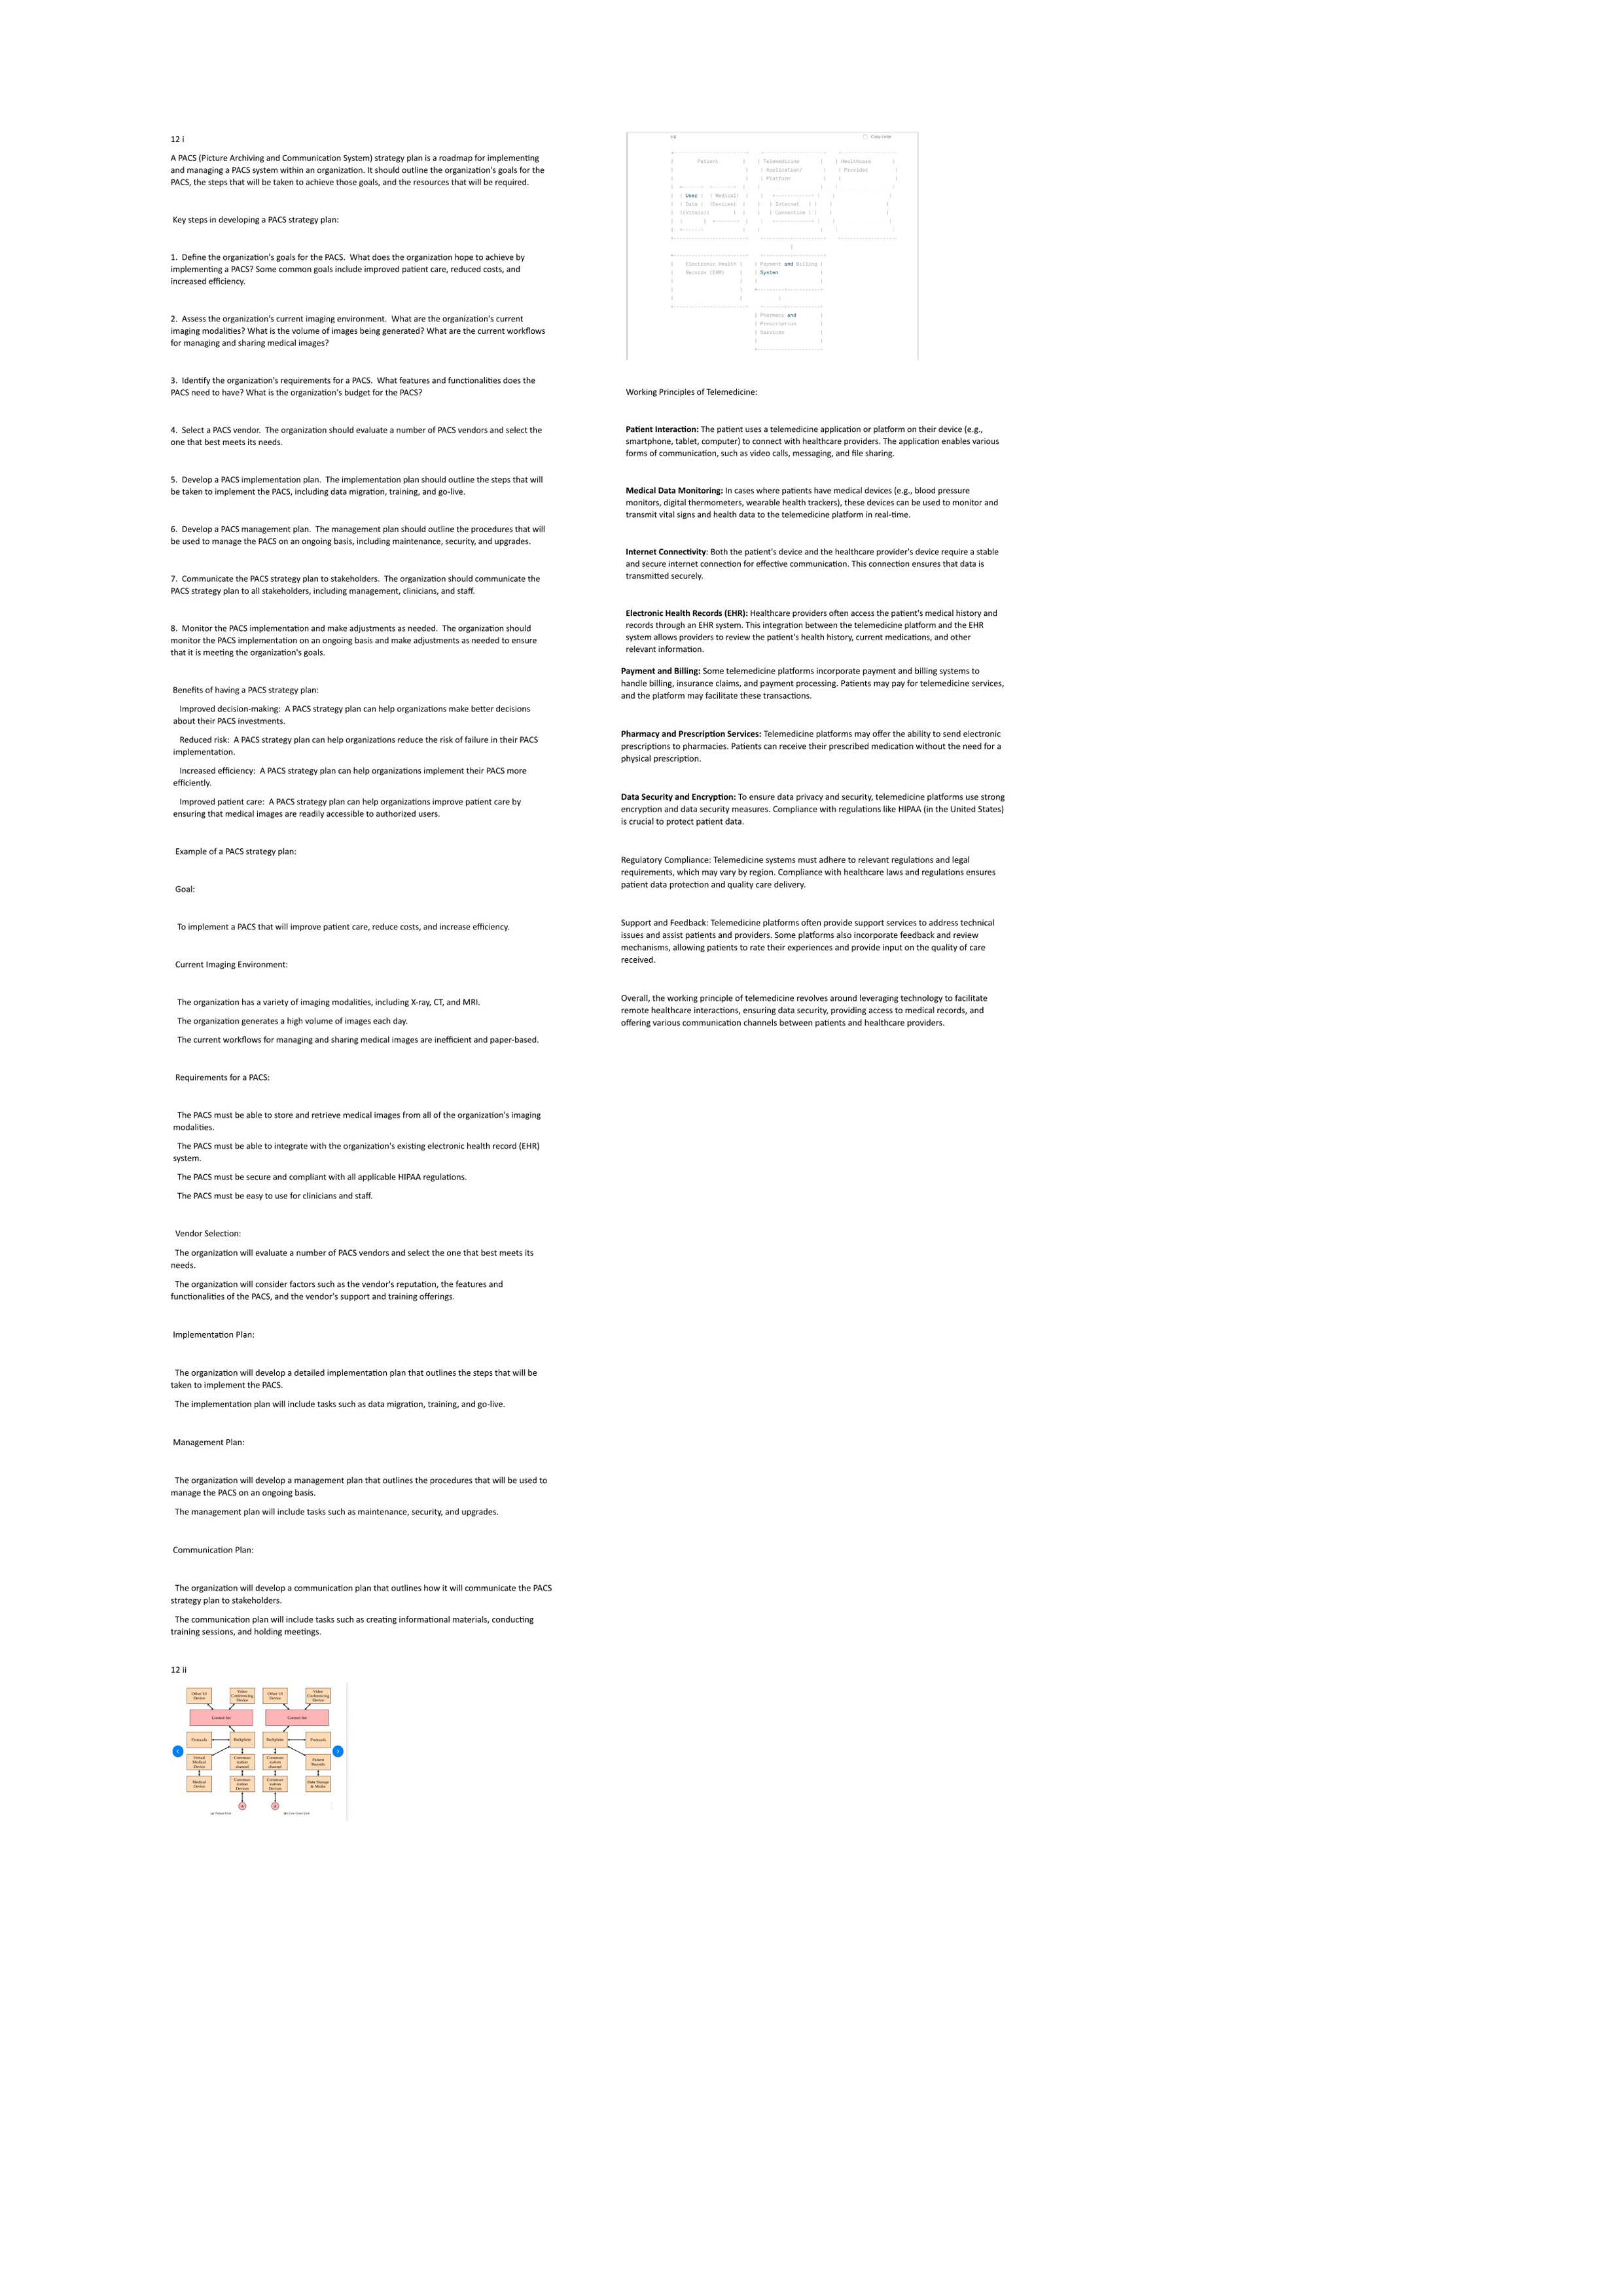 12 i
A PACS (Picture Archiving and Communication System) strategy plan is a roadmap for implementing
and managing a PACS system within an organization. It should outline the organization's goals for the
PACS, the steps that will be taken to achieve those goals, and the resources that will be required.
Key steps in developing a PACS strategy plan:
1. Define the organization's goals for the PACS. What does the organization hope to achieve by
implementing a PACS? Some common goals include improved patient care, reduced costs, and
increased efficiency.
2. Assess the organization's current imaging environment. What are the organization's current
imaging modalities? What is the volume of images being generated? What are the current workflows
for managing and sharing medical images?
3. Identify the organization's requirements for a PACS. What features and functionalities does the
PACS need to have? What is the organization's budget for the PACS?
4. Select a PACS vendor. The organization should evaluate a number of PACS vendors and select the
one that best meets its needs.
5. Develop a PACS implementation plan. The implementation plan should outline the steps that will
be taken to implement the PACS, including data migration, training, and go-live.
6. Develop a PACS management plan. The management plan should outline the procedures that will
be used to manage the PACS on an ongoing basis, including maintenance, security, and upgrades.
7. Communicate the PACS strategy plan to stakeholders. The organization should communicate the
PACS strategy plan to all stakeholders, including management, clinicians, and staff.
8. Monitor the PACS implementation and make adjustments as needed. The organization should
monitor the PACS implementation on an ongoing basis and make adjustments as needed to ensure
that it is meeting the organization's goals.
Benefits of having a PACS strategy plan:
Improved decision-making: A PACS strategy plan can help organizations make better decisions
about their PACS investments.
Reduced risk: A PACS strategy plan can help organizations reduce the risk of failure in their PACS
implementation.
Increased efficiency: A PACS strategy plan can help organizations implement their PACS more
efficiently.
Improved patient care: A PACS strategy plan can help organizations improve patient care by
ensuring that medical images are readily accessible to authorized users.
Example of a PACS strategy plan:
Goal:
To implement a PACS that will improve patient care, reduce costs, and increase efficiency.
Current Imaging Environment:
The organization has a variety of imaging modalities, including X-ray, CT, and MRI.
The organization generates a high volume of images each day.
The current workflows for managing and sharing medical images are inefficient and paper-based.
Requirements for a PACS:
The PACS must be able to store and retrieve medical images from all of the organization's imaging
modalities.
The PACS must be able to integrate with the organization's existing electronic health record (EHR)
system.
The PACS must be secure and compliant with all applicable HIPAA regulations.
The PACS must be easy to use for clinicians and staff.
Vendor Selection:
The organization will evaluate a number of PACS vendors and select the one that best meets its
needs.
The organization will consider factors such as the vendor's reputation, the features and
functionalities of the PACS, and the vendor's support and training offerings.
Implementation Plan:
The organization will develop a detailed implementation plan that outlines the steps that will be
taken to implement the PACS.
The implementation plan will include tasks such as data migration, training, and go-live.
Management Plan:
The organization will develop a management plan that outlines the procedures that will be used to
manage the PACS on an ongoing basis.
The management plan will include tasks such as maintenance, security, and upgrades.
Communication Plan:
The organization will develop a communication plan that outlines how it will communicate the PACS
strategy plan to stakeholders.
The communication plan will include tasks such as creating informational materials, conducting
training sessions, and holding meetings.
12 ii
Other UI
Device
Video
Conferencing
Device
Other UI
Device
Video
Conferencing
Device
Control Set
Control Set
Protocols
Backplane
Backplane
Protocols
Virtual
Medical
Device
Commun-
ication
channel
Commun-
ication
channel
Patient
Records
Medical
Device
Commun-
ication
Devices
Commun-
ication
Devices
Data Storage
& Media
A
A
Copy code
Patient
Telemedicine
Application/
Platform
Healthcare
Provider
User
Data
(Vitals)
Medical
Devices
Internet
Connection
Electronic Health
Records (EHR)
Payment and Billing
System
Pharmacy and
Prescription
Services
Working Principles of Telemedicine:
Patient Interaction: The patient uses a telemedicine application or platform on their device (e.g.,
smartphone, tablet, computer) to connect with healthcare providers. The application enables various
forms of communication, such as video calls, messaging, and file sharing.
Medical Data Monitoring: In cases where patients have medical devices (e.g., blood pressure
monitors, digital thermometers, wearable health trackers), these devices can be used to monitor and
transmit vital signs and health data to the telemedicine platform in real-time.
Internet Connectivity: Both the patient's device and the healthcare provider's device require a stable
and secure internet connection for effective communication. This connection ensures that data is
transmitted securely.
Electronic Health Records (EHR): Healthcare providers often access the patient's medical history and
records through an EHR system. This integration between the telemedicine platform and the EHR
system allows providers to review the patient's health history, current medications, and other
relevant information.
Payment and Billing: Some telemedicine platforms incorporate payment and billing systems to
handle billing, insurance claims, and payment processing. Patients may pay for telemedicine services,
and the platform may facilitate these transactions.
Pharmacy and Prescription Services: Telemedicine platforms may offer the ability to send electronic
prescriptions to pharmacies. Patients can receive their prescribed medication without the need for a
physical prescription.
Data Security and Encryption: To ensure data privacy and security, telemedicine platforms use strong
encryption and data security measures. Compliance with regulations like HIPAA (in the United States)
is crucial to protect patient data.
Regulatory Compliance: Telemedicine systems must adhere to relevant regulations and legal
requirements, which may vary by region. Compliance with healthcare laws and regulations ensures
patient data protection and quality care delivery.
Support and Feedback: Telemedicine platforms often provide support services to address technical
issues and assist patients and providers. Some platforms also incorporate feedback and review
mechanisms, allowing patients to rate their experiences and provide input on the quality of care
received.
Overall, the working principle of telemedicine revolves around leveraging technology to facilitate
remote healthcare interactions, ensuring data security, providing access to medical records, and
offering various communication channels between patients and healthcare providers.